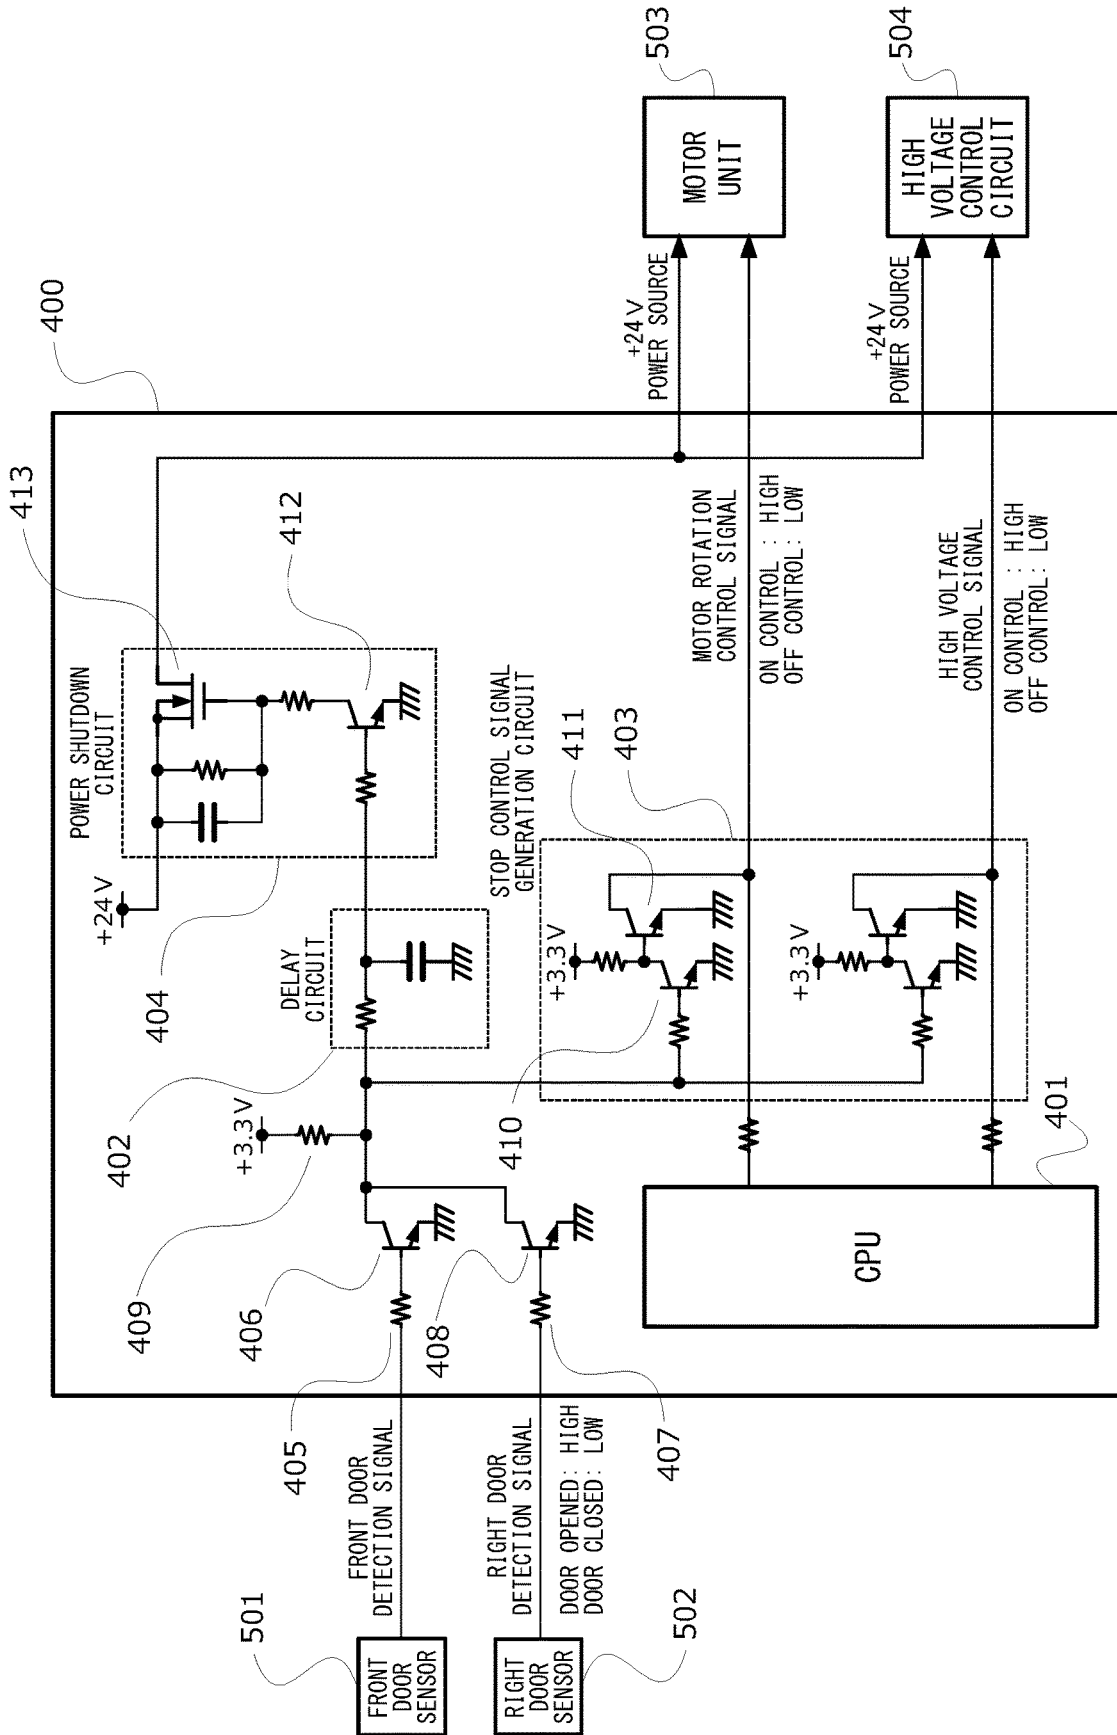 400
413
POWER SHUTDOWN
CIRCUIT
+24V
404
412
DELAY
CIRCUIT
402
+3.3V
409
406
405
408
407
501
FRONT DOOR
DETECTION SIGNAL
FRONT
DOOR
SENSOR
RIGHT DOOR
DETECTION SIGNAL
DOOR OPENED: HIGH
DOOR CLOSED: LOW
RIGHT
DOOR
SENSOR
502
STOP CONTROL SIGNAL
GENERATION CIRCUIT
411
403
+3.3V
410
+3.3V
401
CPU
MOTOR ROTATION
CONTROL SIGNAL
ON CONTROL : HIGH
OFF CONTROL: LOW
HIGH VOLTAGE
CONTROL SIGNAL
ON CONTROL : HIGH
OFF CONTROL: LOW
+24V
POWER SOURCE
503
MOTOR
UNIT
+24V
POWER SOURCE
504
HIGH
VOLTAGE
CONTROL
CIRCUIT